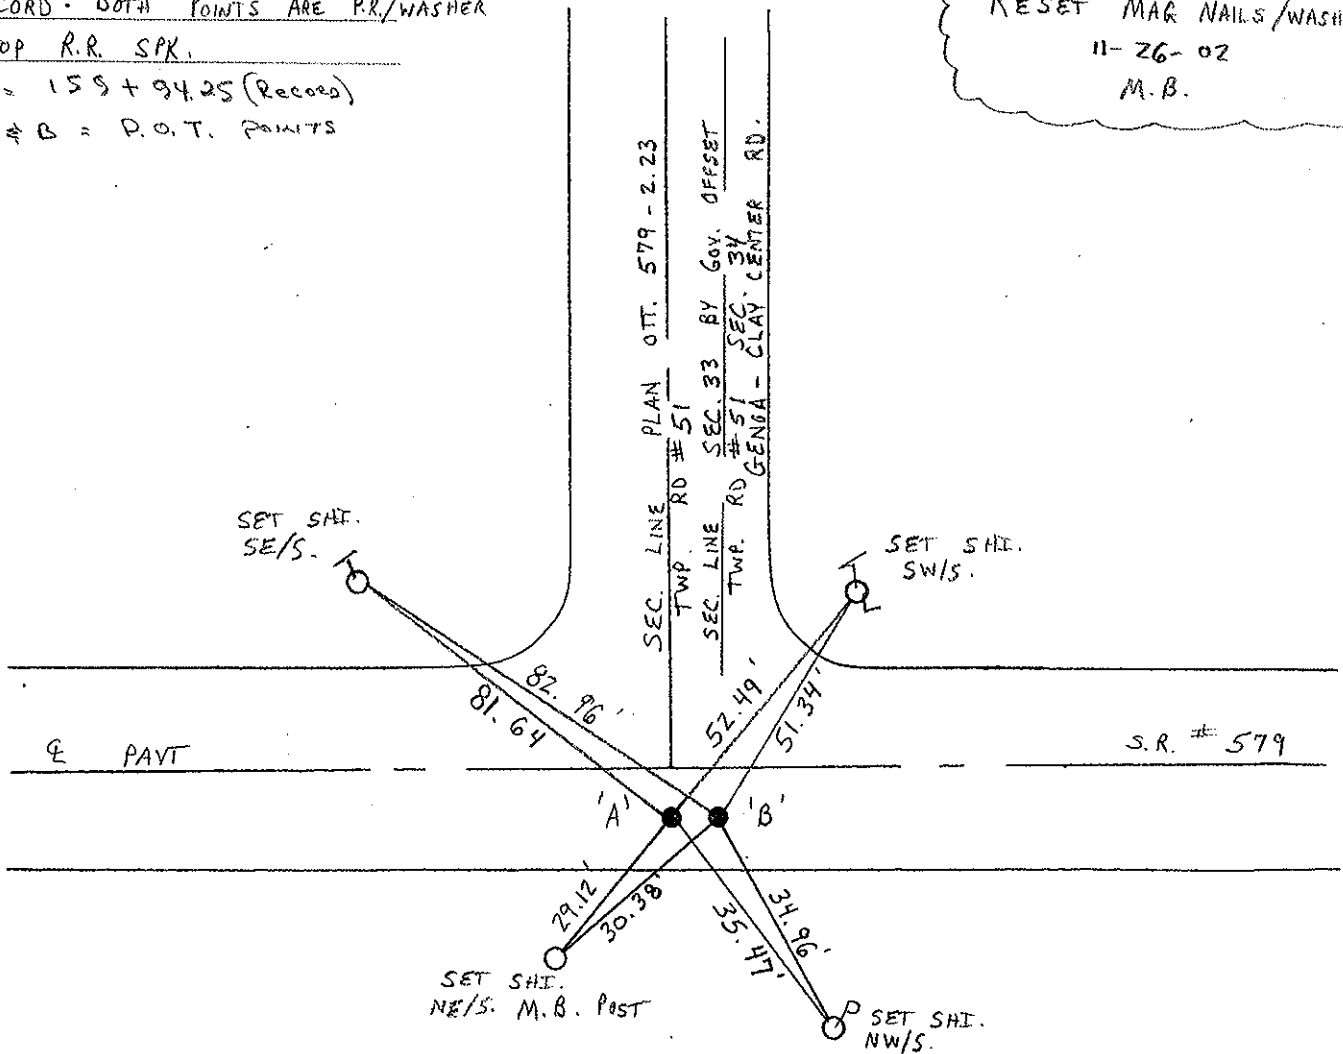 CORD. BOTH POINTS ARE P.K./WASHER
OP R.R. SPK.
= 159 + 94.25 (RECORD)
& B = P.O.T. POINTS
RESET MAG NAILS/WASH
11-26-02
M.B.
SEC. LINE PLAN OTT. 579-2.23
TWP. RD #51
SEC. LINE SEC. 33 BY GOV. OFFSET
TWP. RD #51 SEC. 34
GENOA - CLAY CENTER RD.
SET SHI.
SE/S.
SET SHI.
SW/S.
82.96'
81.64
52.49'
51.34'
℄ PAVT
S.R. #579
'A'
'B'
29.12'
30.38'
35.47'
34.96'
SET SHI.
NE/S. M.B. POST
SET SHI.
NW/S.